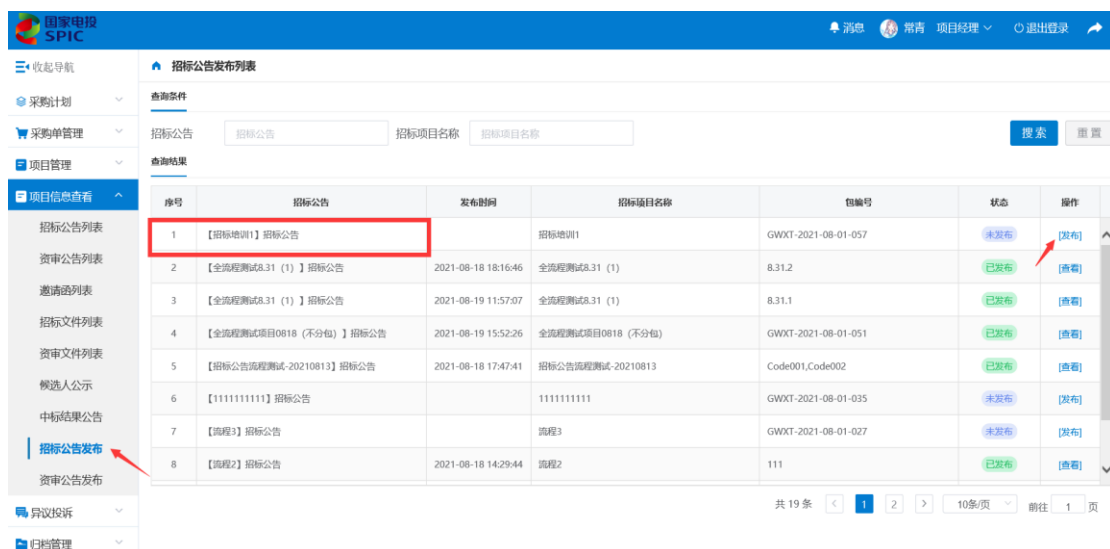 国家电投
SPIC
消息 常青 项目经理 退出登录
收起导航
招标公告发布列表
采购计划
查询条件
采购单管理
招标公告 招标公告 招标项目名称 招标项目名称 搜索 重置
项目管理
查询结果
项目信息查看
序号 招标公告 发布时间 招标项目名称 包编号 状态 操作
招标公告列表
1 【招标培训1】招标公告 招标培训1 GWXT-2021-08-01-057 未发布 [发布]
资审公告列表
2 【全流程测试8.31（1）】招标公告 2021-08-18 18:16:46 全流程测试8.31（1） 8.31.2 已发布 [查看]
邀请函列表
3 【全流程测试8.31（1）】招标公告 2021-08-19 11:57:07 全流程测试8.31（1） 8.31.1 已发布 [查看]
招标文件列表
4 【全流程测试项目0818（不分包）】招标公告 2021-08-19 15:52:26 全流程测试项目0818（不分包） GWXT-2021-08-01-051 已发布 [查看]
资审文件列表
5 【招标公告流程测试-20210813】招标公告 2021-08-18 17:47:41 招标公告流程测试-20210813 Code001,Code002 已发布 [查看]
候选人公示
6 【1111111111】招标公告 1111111111 GWXT-2021-08-01-035 未发布 [发布]
中标结果公告
7 【流程3】招标公告 流程3 GWXT-2021-08-01-027 未发布 [发布]
招标公告发布
8 【流程2】招标公告 2021-08-18 14:29:44 流程2 111 已发布 [查看]
资审公告发布
共 19 条 < 1 2 > 10条/页 前往 1 页
异议投诉
归档管理